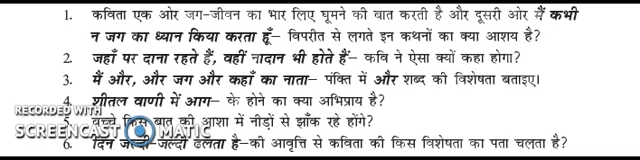 1. कविता एक ओर जग-जीवन का भार लिए घूमने की बात करती है और दूसरी ओर मैं कभी
न जग का ध्यान किया करता हूँ– विपरीत से लगते इन कथनों का क्या आशय है?
2. जहाँ पर दाना रहते हैं, वहीं नादान भी होते हैं– कवि ने ऐसा क्यों कहा होगा?
3. मैं और, और जग और कहाँ का नाता– पंक्ति में और शब्द की विशेषता बताइए।
4. शीतल वाणी में आग– के होने का क्या अभिप्राय है?
RECORDED WITH
5. बच्चे किस बात की आशा में नीड़ों से झाँक रहे होंगे?
SCREENCAST MATIC
6. दिन जल्दी-जल्दी ढलता है–की आवृत्ति से कविता की किस विशेषता का पता चलता है?